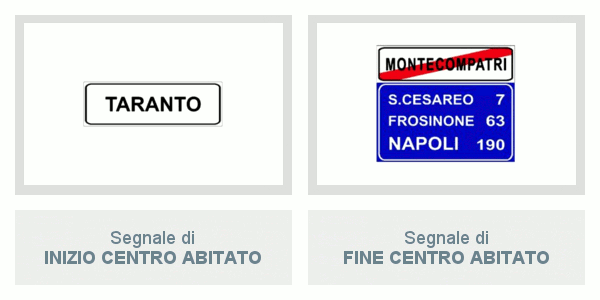 TARANTO
MONTECOMPATRI
S.CESAREO 7
FROSINONE 63
NAPOLI 190
Segnale di
INIZIO CENTRO ABITATO
Segnale di
FINE CENTRO ABITATO